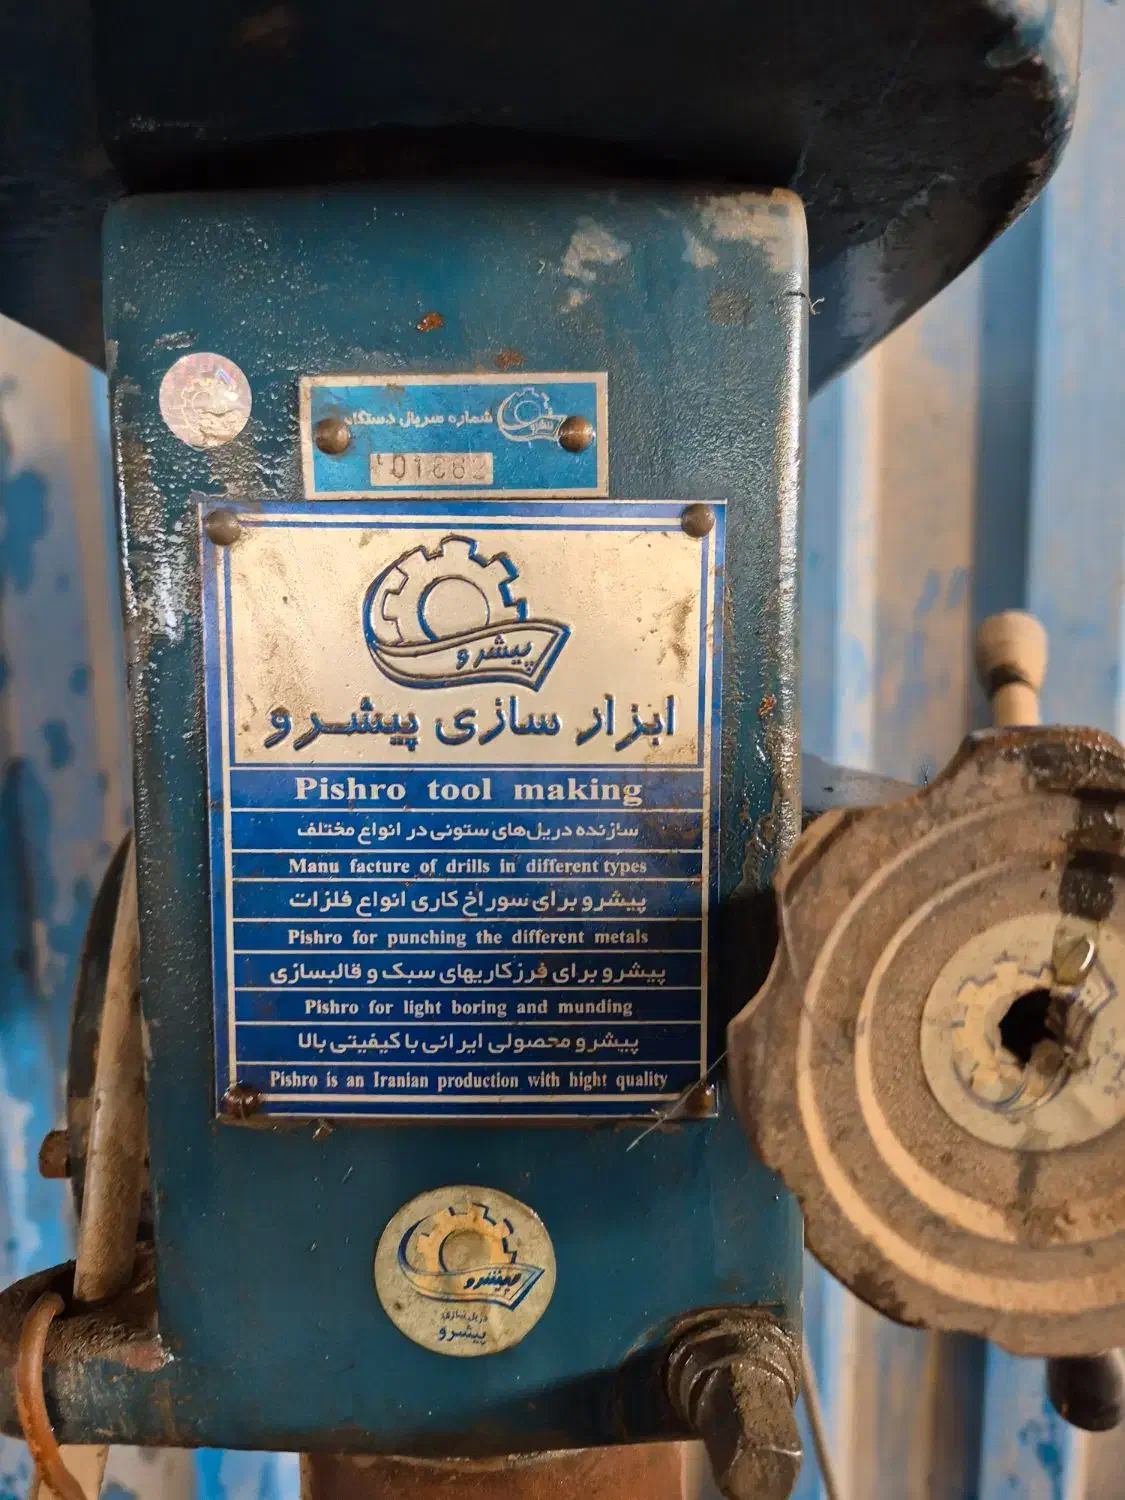 شماره سریال دستگاه
پیشرو
پیشرو
ابزار سازی پیشرو
Pishro tool making
سازنده دریل‌های ستونی در انواع مختلف
Manu facture of drills in different types
پیشرو برای سوراخ کاری انواع فلزات
Pishro for punching the different metals
پیشرو برای فرزکاریهای سبک و قالبسازی
Pishro for light boring and munding
پیشرو محصولی ایرانی با کیفیتی بالا
Pishro is an Iranian production with hight quality
پیشرو
دریل سازی
پیشرو